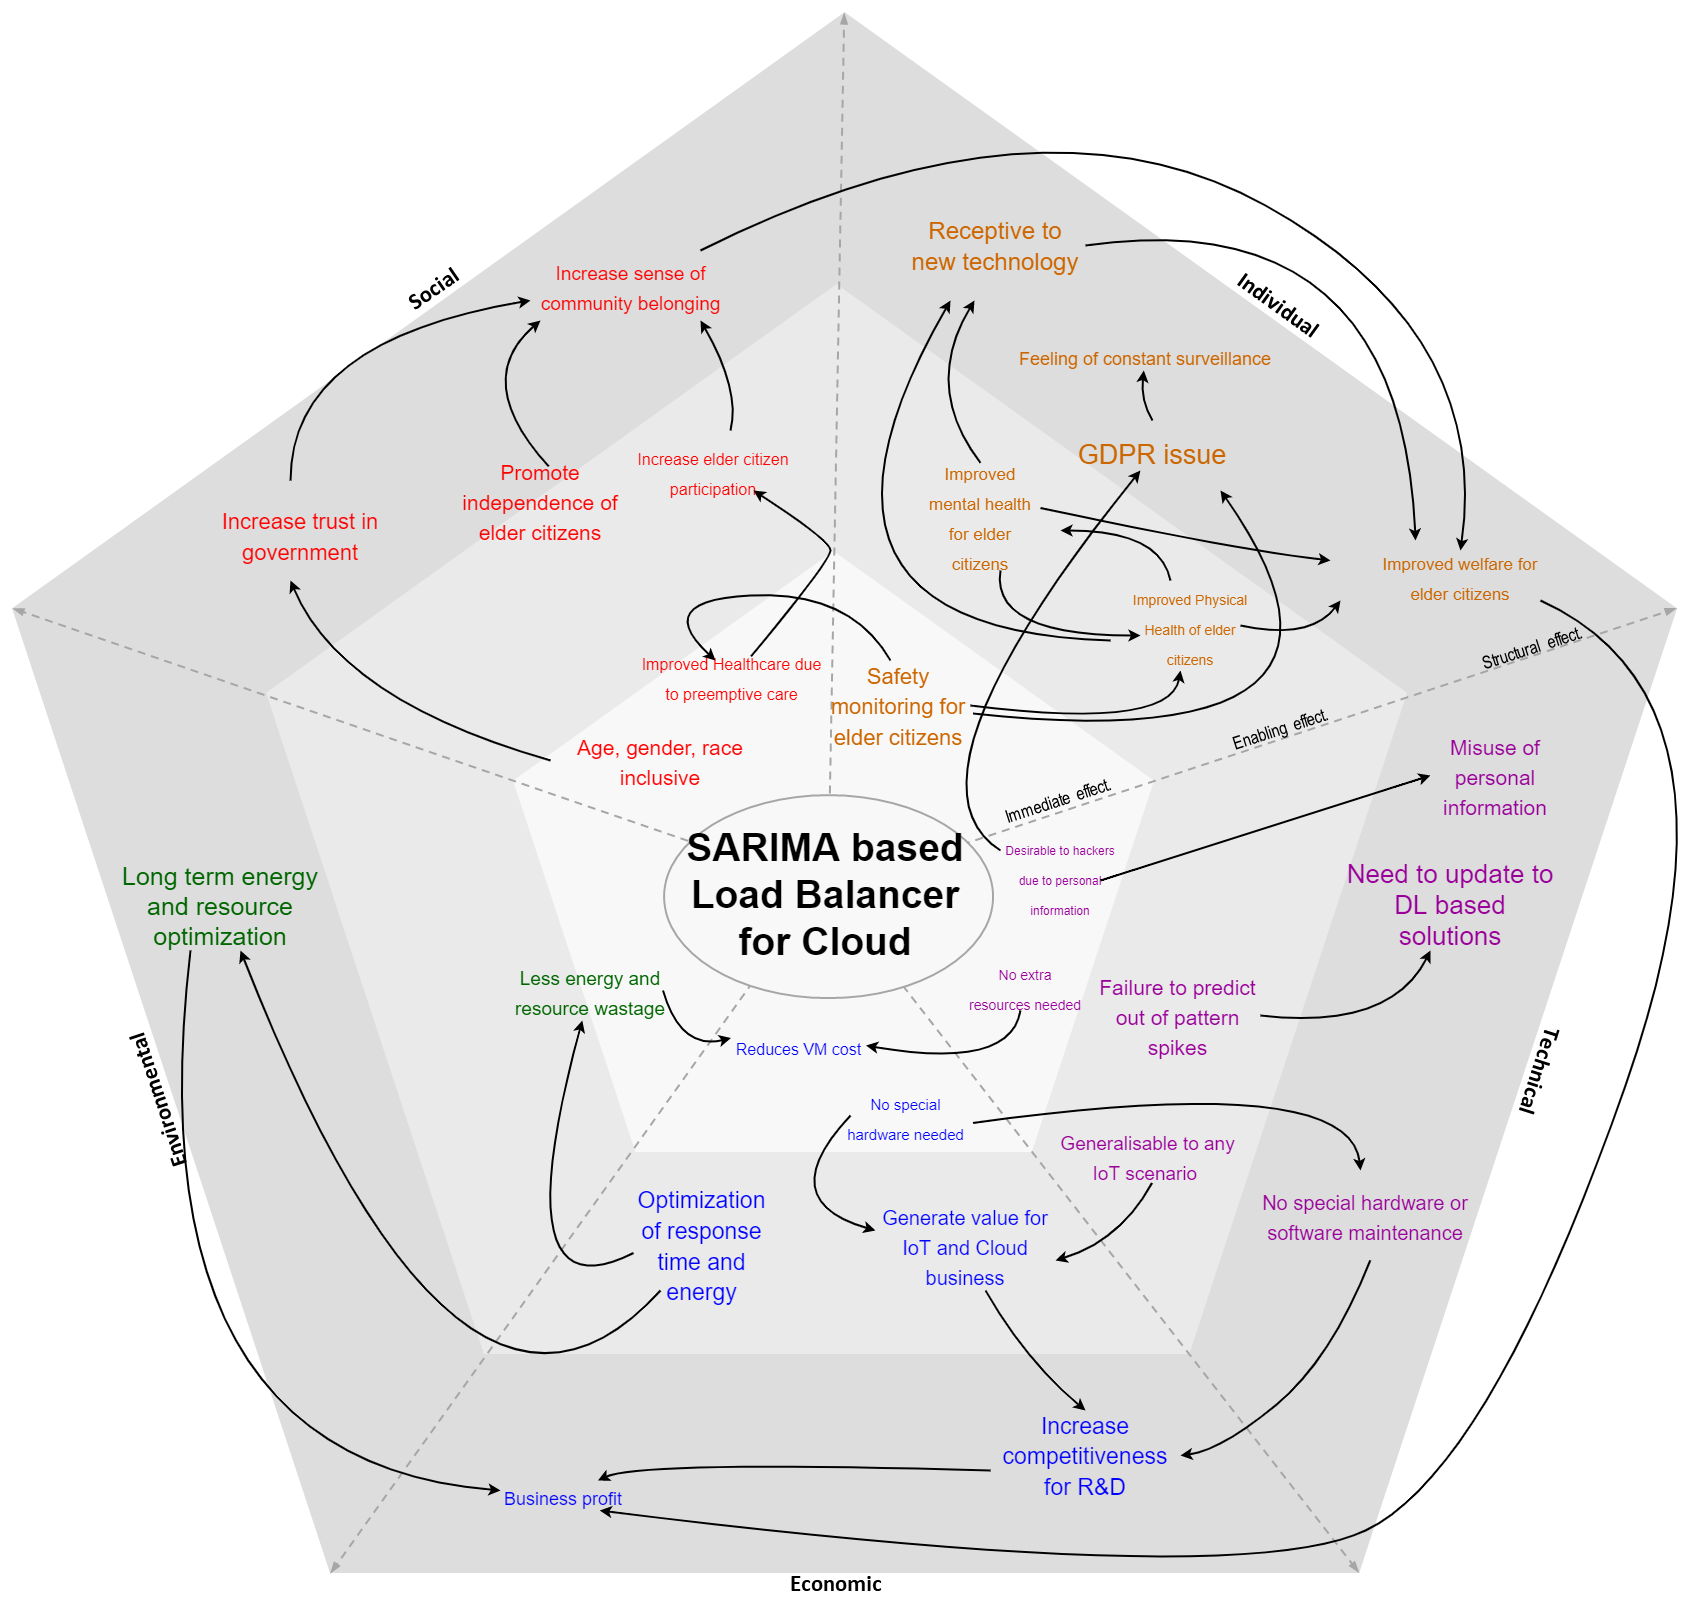 Social
Individual
Receptive to
new technology
Increase sense of
community belonging
Feeling of constant surveillance
GDPR issue
Increase elder citizen
participation
Promote
independence of
elder citizens
Improved
mental health
for elder
citizens
Increase trust in
government
Improved welfare for
elder citizens
Improved Physical
Health of elder
citizens
Improved Healthcare due
to preemptive care
Safety
monitoring for
elder citizens
Structural effect.
Enabling effect.
Immediate effect.
Age, gender, race
inclusive
Misuse of
personal
information
SARIMA based
Load Balancer
for Cloud
Desirable to hackers
due to personal
information
Long term energy
and resource
optimization
Need to update to
DL based
solutions
Less energy and
resource wastage
No extra
resources needed
Failure to predict
out of pattern
spikes
Reduces VM cost
Environmental
Technical
No special
hardware needed
Generalisable to any
IoT scenario
Optimization
of response
time and
energy
Generate value for
IoT and Cloud
business
No special hardware or
software maintenance
Increase
competitiveness
for R&D
Business profit
Economic